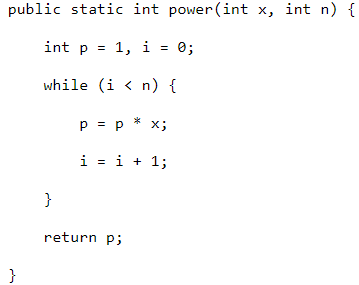 public static int power(int x, int n) {
int p = 1, i = 0;
while (i < n) {
p = p * x;
i = i + 1;
}
return p;
}